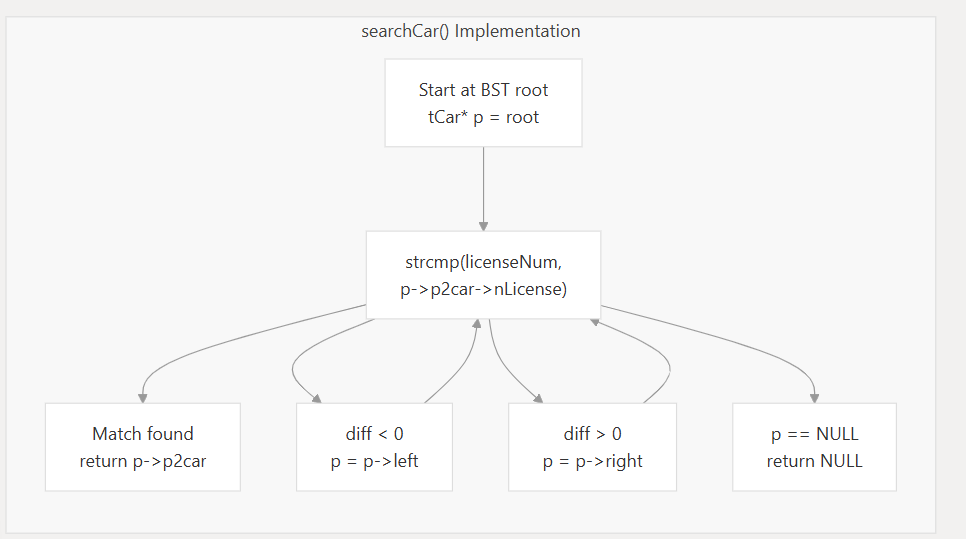 searchCar() Implementation
Start at BST root
tCar* p = root
strcmp(licenseNum,
p->p2car->nLicense)
Match found
return p->p2car
diff < 0
p = p->left
diff > 0
p = p->right
p == NULL
return NULL